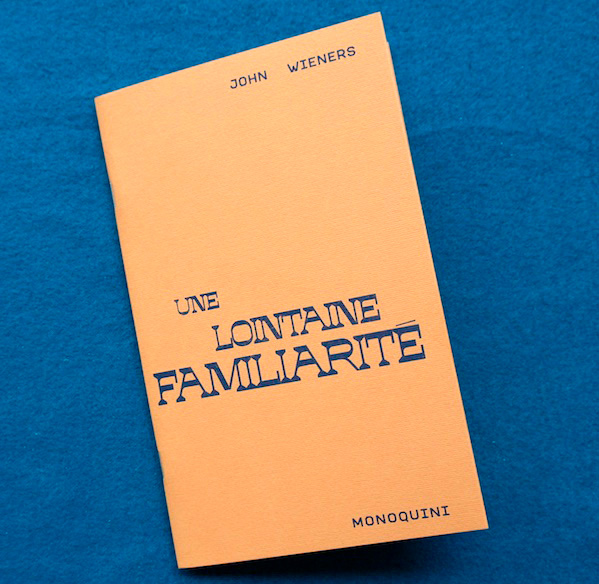 JOHN WIENERS
UNE
LOINTAINE
FAMILIARITÉ
MONOQUINI